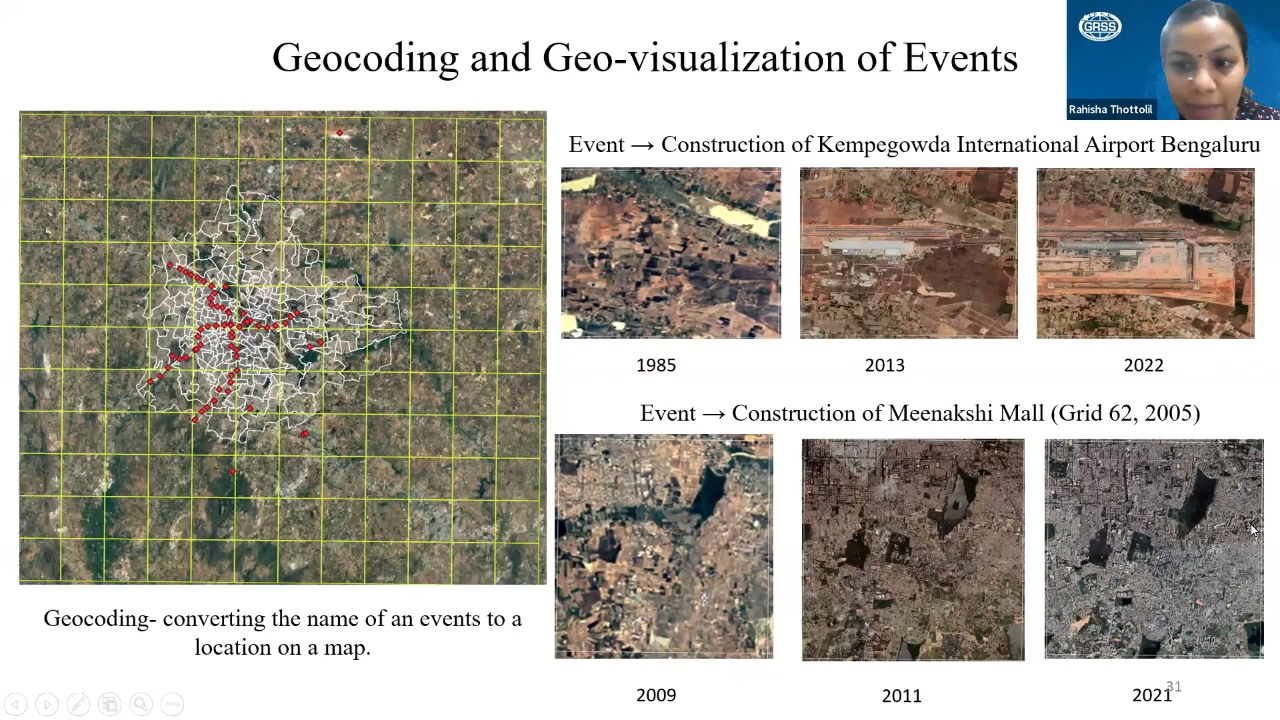 Geocoding and Geo-visualization of Events
GRSS
Rahisha Thottolil
Event → Construction of Kempegowda International Airport Bengaluru
1985
2013
2022
Event → Construction of Meenakshi Mall (Grid 62, 2005)
2009
2011
2021
Geocoding- converting the name of an events to a
location on a map.
31